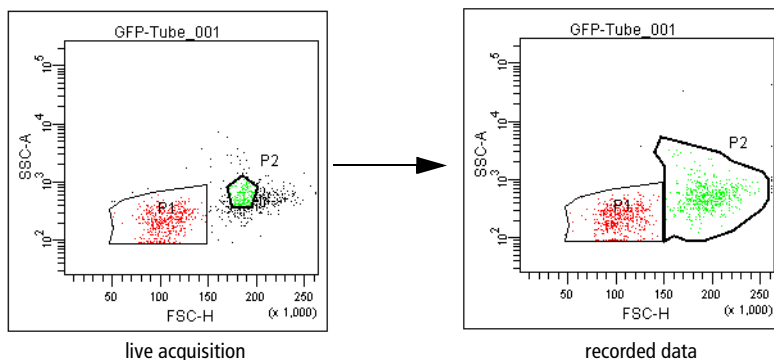 GFP-Tube_001
SSC-A
10^5
10^4
10^3
10^2
P2
P1
50 100 150 200 250
(x 1,000)
FSC-H
live acquisition
GFP-Tube_001
SSC-A
10^5
10^4
10^3
10^2
P2
P1
50 100 150 200 250
(x 1,000)
FSC-H
recorded data